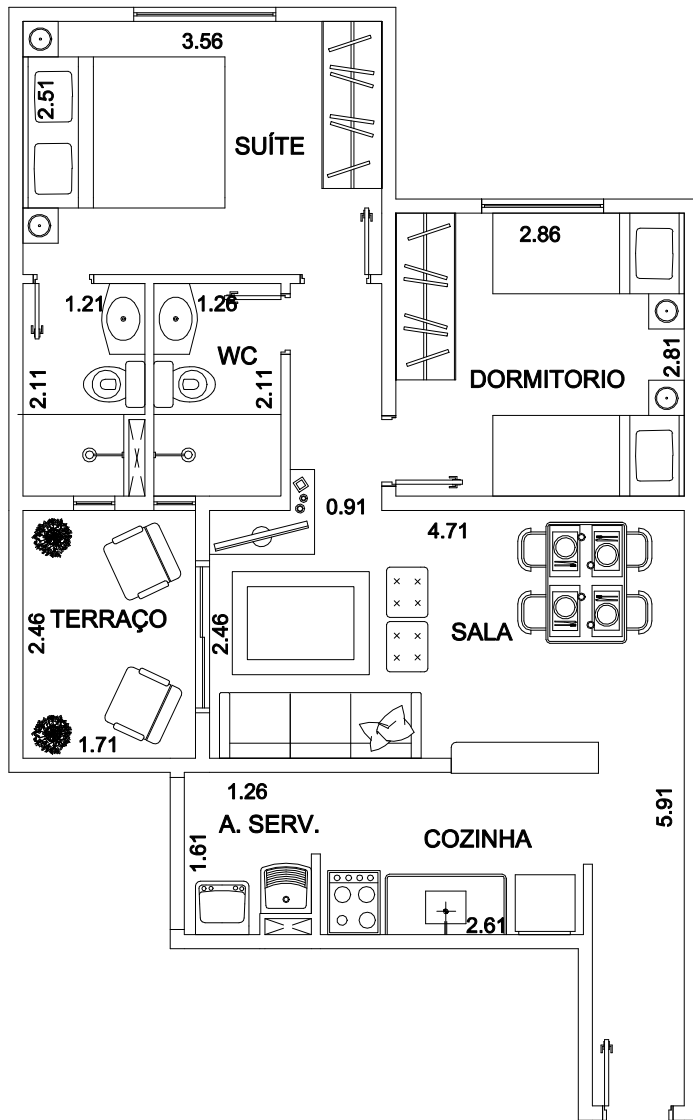 3.56
2.51
SUÍTE
2.86
1.21
1.26
WC
2.11
2.11
2.81
DORMITORIO
0.91
4.71
TERRAÇO
2.46
2.46
SALA
1.71
1.26
A. SERV.
1.61
COZINHA
5.91
2.61